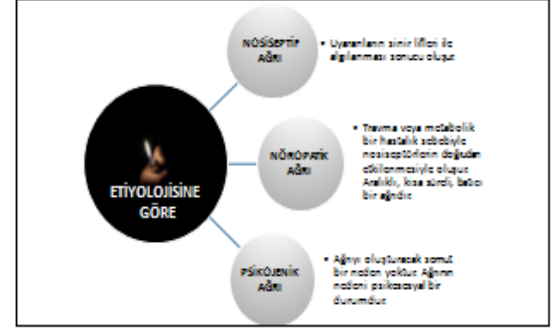 NOSİSEPTİF
AĞRI
• Uyaranların sinir lifleri ile
algılanması sonucu oluşur.
ETİYOLOJİSİNE
GÖRE
NÖROPATİK
AĞRI
• Travma veya metabolik
bir hastalık sebebiyle
nosiseptörlerin doğrudan
etkilenmesiyle oluşur.
Aralıklı, kısa süreli, batıcı
bir ağrıdır.
PSİKOJENİK
AĞRI
• Ağrıyı oluşturacak somut
bir neden yoktur. Ağrının
nedeni psikososyal bir
durumdur.